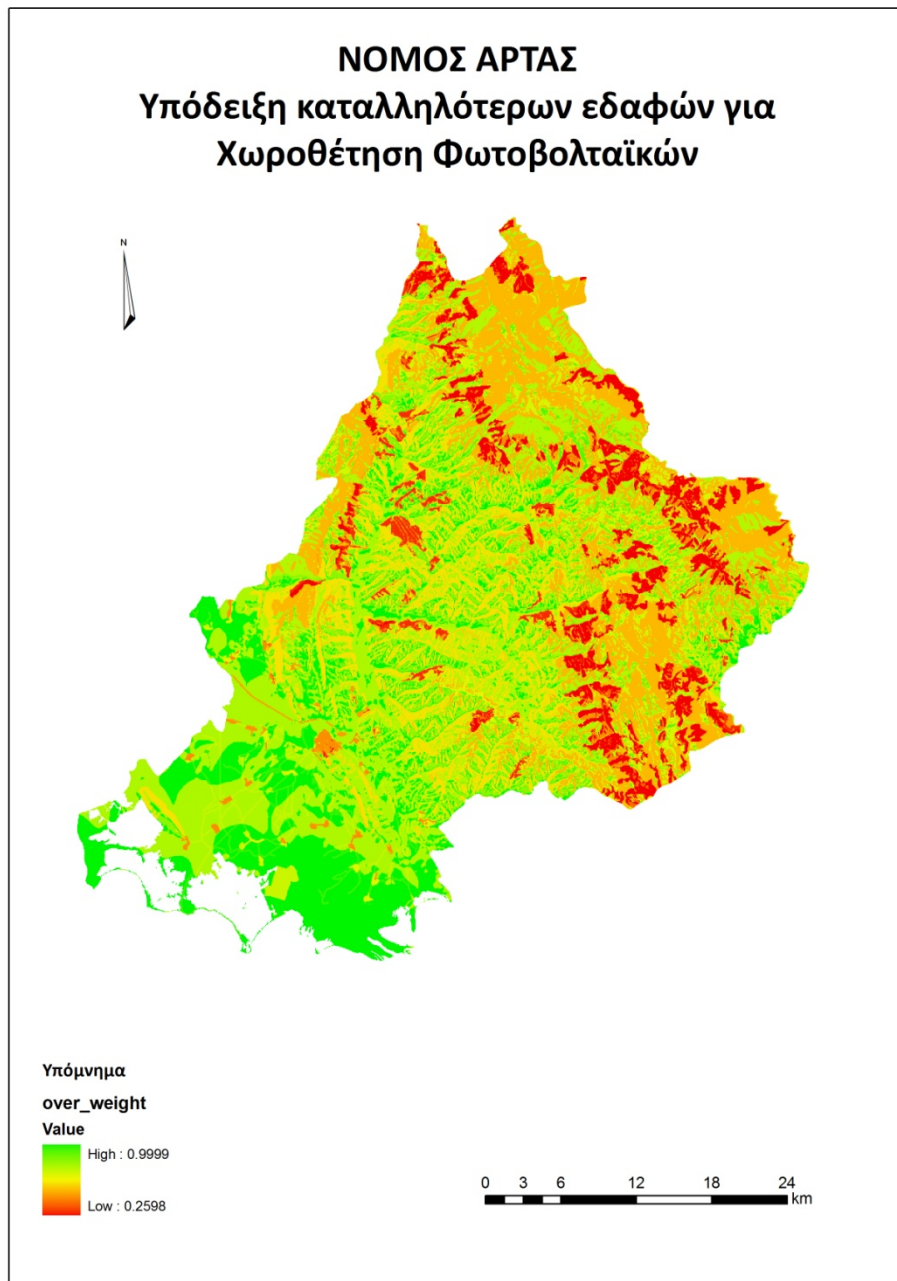 ΝΟΜΟΣ ΑΡΤΑΣ
Υπόδειξη καταλληλότερων εδαφών για
Χωροθέτηση Φωτοβολταϊκών
N
Υπόμνημα
over_weight
Value
High : 0.9999
Low : 0.2598
0 3 6 12 18 24
km